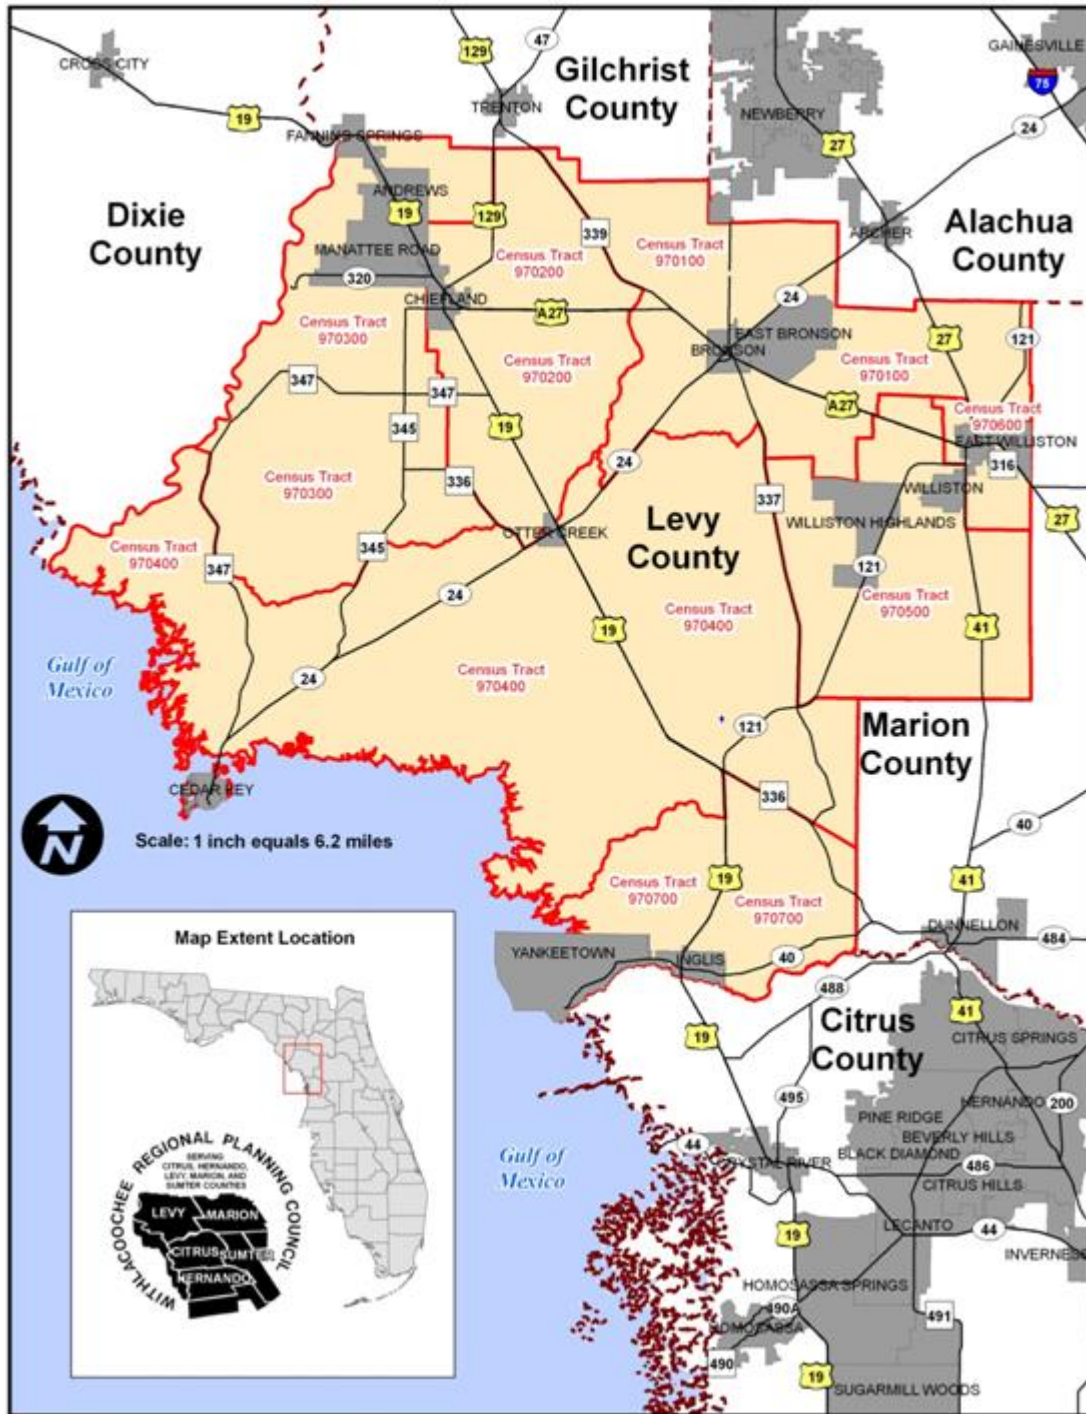 47
129
GAINESVILLE
CROSS CITY
Gilchrist
County
75
TRENTON
NEWBERRY
19
24
FANNING SPRINGS
27
ANDREWS
Dixie
County
19
129
339
Census Tract
970100
ARCHER
Alachua
County
MANATTEE ROAD
Census Tract
970200
320
CHIEFLAND
24
A27
Census Tract
970300
EAST BRONSON
27
121
BRONSON
Census Tract
970200
Census Tract
970100
347
347
A27
Census Tract
970600
345
19
EAST WILLISTON
24
316
Census Tract
970300
336
WILLISTON
337
Levy
County
WILLISTON HIGHLANDS
27
OTTER CREEK
Census Tract
970400
345
347
121
24
Census Tract
970500
Census Tract
970400
19
41
Gulf of
Mexico
24
Census Tract
970400
121
Marion
County
CEDAR KEY
336
N
Scale: 1 inch equals 6.2 miles
40
Census Tract
970700
19
41
Census Tract
970700
Map Extent Location
DUNNELLON
YANKEETOWN
INGLIS
40
484
488
Citrus
County
41
19
CITRUS SPRINGS
495
HERNANDO
200
PINE RIDGE
BEVERLY HILLS
44
Gulf of
Mexico
CRYSTAL RIVER
BLACK DIAMOND
486
CITRUS HILLS
WITHLACOOCHEE REGIONAL PLANNING COUNCIL
SERVING
CITRUS, HERNANDO,
LEVY, MARION, AND
SUMTER COUNTIES
LEVY
MARION
CITRUS
SUMTER
HERNANDO
LECANTO
44
19
INVERNESS
HOMOSASSA SPRINGS
490A
HOMOSASSA
491
490
19
SUGARMILL WOODS